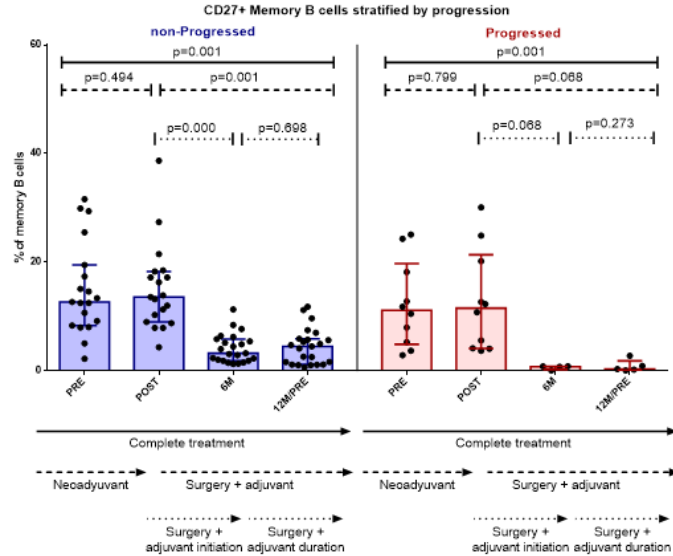 CD27+ Memory B cells stratified by progression
non-Progressed
Progressed
p=0.001
p=0.001
p=0.494
p=0.001
p=0.799
p=0.068
p=0.000
p=0.698
p=0.068
p=0.273
% of memory B cells
60
40
20
0
PRE
POST
6M
12M/PRE
PRE
POST
6M
12M/PRE
Complete treatment
Complete treatment
Neoadyuvant
Surgery + adjuvant
Neoadyuvant
Surgery + adjuvant
Surgery +
adjuvant initiation
Surgery +
adjuvant duration
Surgery +
adjuvant initiation
Surgery +
adjuvant duration